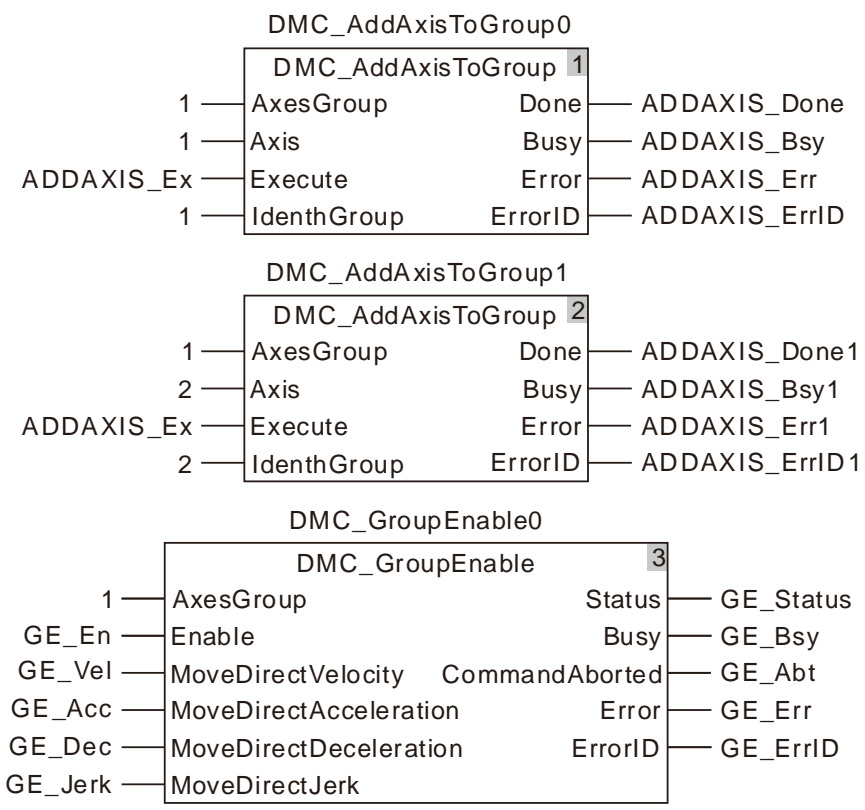 DMC_AddAxisToGroup0
DMC_AddAxisToGroup 1
1 AxesGroup Done ADDAXIS_Done
1 Axis Busy ADDAXIS_Bsy
ADDAXIS_Ex Execute Error ADDAXIS_Err
1 IdenthGroup ErrorID ADDAXIS_ErrID
DMC_AddAxisToGroup1
DMC_AddAxisToGroup 2
1 AxesGroup Done ADDAXIS_Done1
2 Axis Busy ADDAXIS_Bsy1
ADDAXIS_Ex Execute Error ADDAXIS_Err1
2 IdenthGroup ErrorID ADDAXIS_ErrID1
DMC_GroupEnable0
DMC_GroupEnable 3
1 AxesGroup Status GE_Status
GE_En Enable Busy GE_Bsy
GE_Vel MoveDirectVelocity CommandAborted GE_Abt
GE_Acc MoveDirectAcceleration Error GE_Err
GE_Dec MoveDirectDeceleration ErrorID GE_ErrID
GE_Jerk MoveDirectJerk